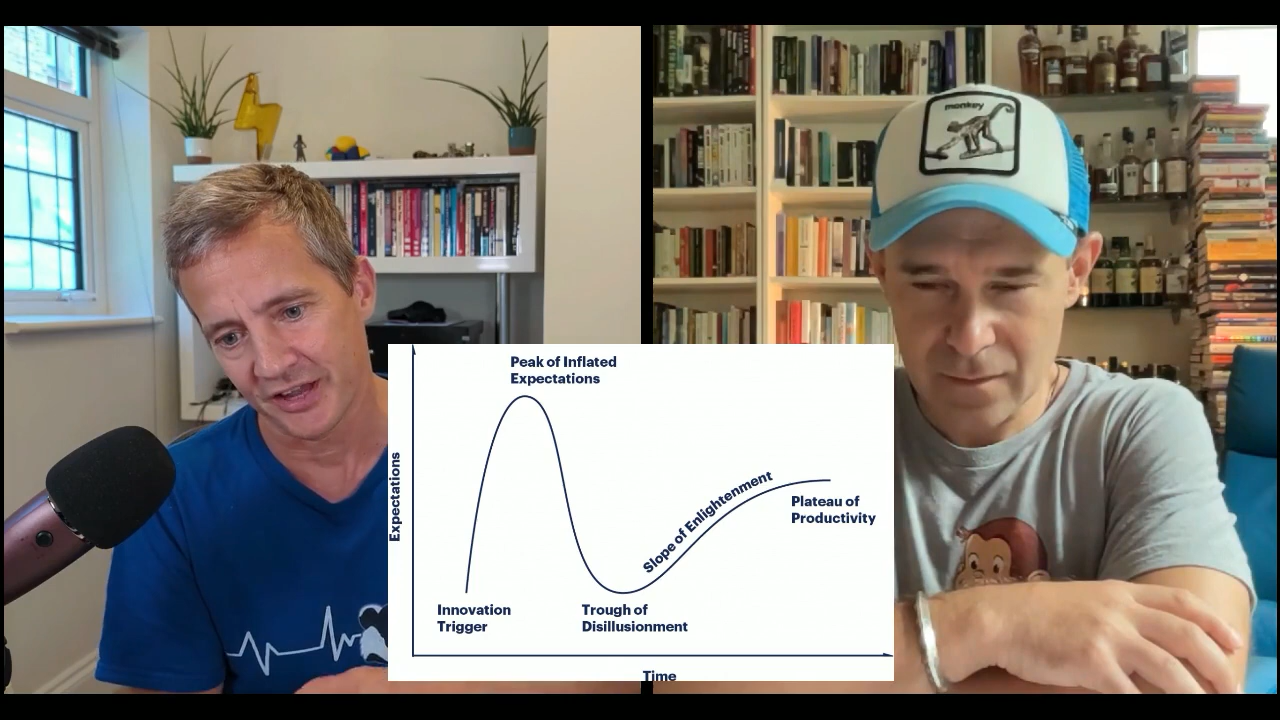 monkey
Peak of Inflated
Expectations
Expectations
Slope of Enlightenment
Plateau of
Productivity
Innovation
Trigger
Trough of
Disillusionment
Time